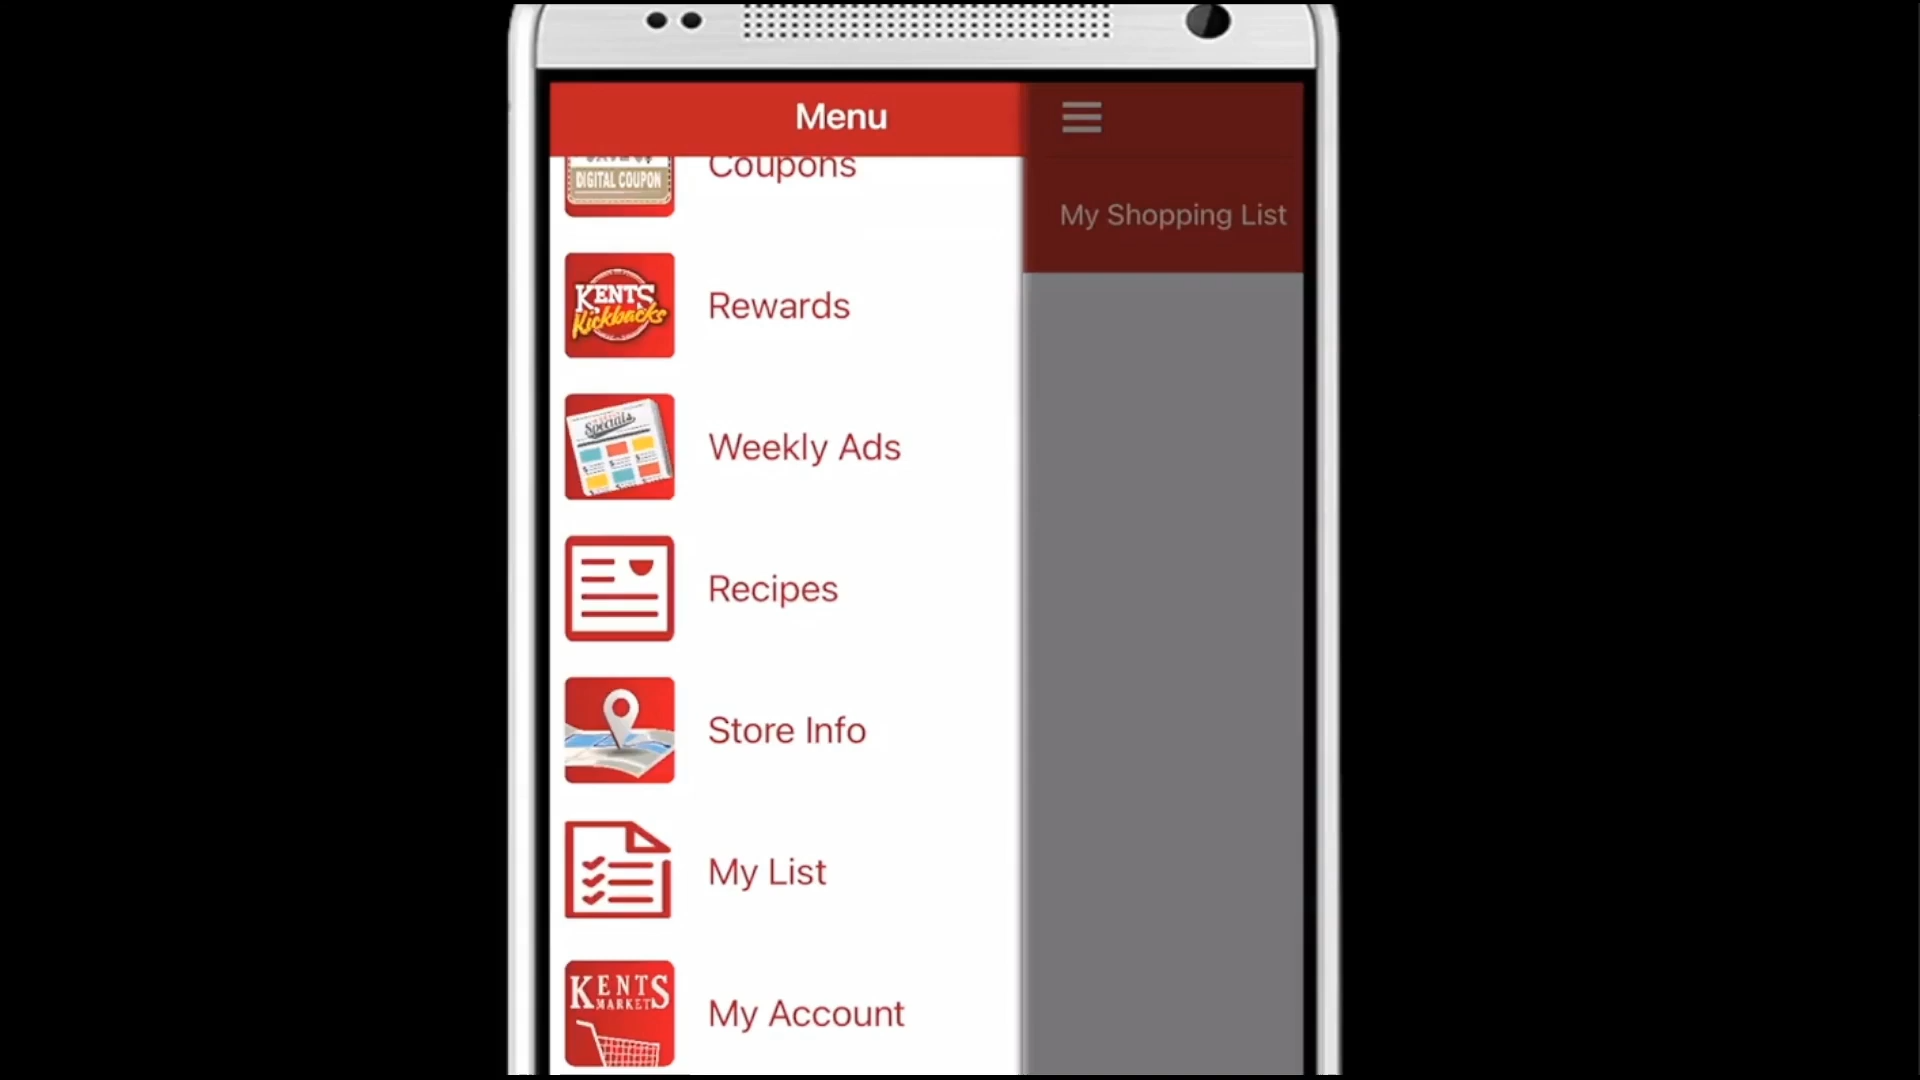 Menu
My Shopping List
DIGITAL COUPON
Coupons
KENTS
Kickbacks
Rewards
Specials
Weekly Ads
Recipes
Store Info
My List
KENTS
MARKET
My Account